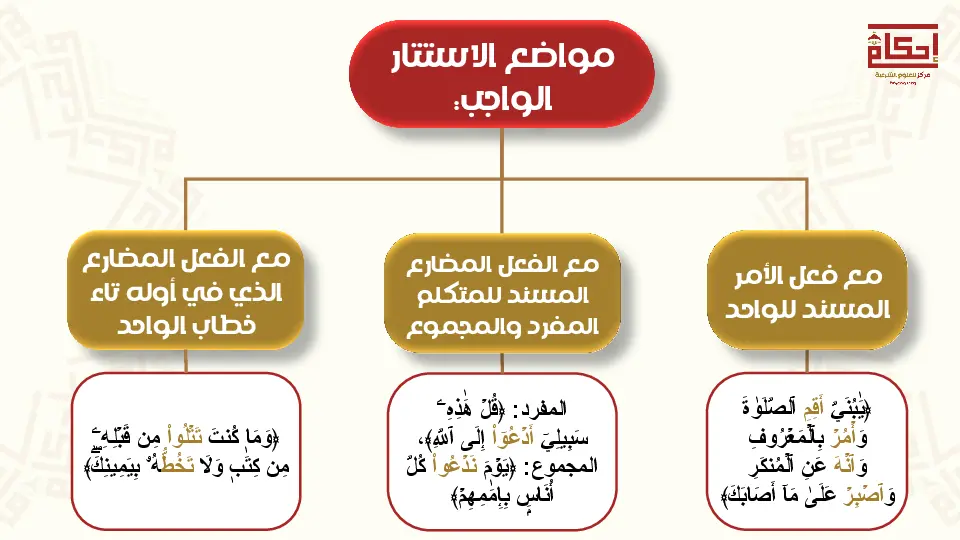 إحكام
مركز للعلوم الشرعية
مواضع الاستتار
الواجب:
مع فعل الأمر
المسند للواحد
﴿يَٰبُنَيَّ أَقِمِ ٱلصَّلَوٰةَ
وَأۡمُرۡ بِٱلۡمَعۡرُوفِ
وَٱنۡهَ عَنِ ٱلۡمُنكَرِ
وَٱصۡبِرۡ عَلَىٰ مَآ أَصَابَكَ﴾
مع الفعل المضارع
المسند للمتكلم
المفرد والمجموع
المفرد: ﴿قُلۡ هَٰذِهِۦ
سَبِيلِيٓ أَدۡعُوٓاْ إِلَى ٱللَّهِ﴾،
المجموع: ﴿يَوۡمَ نَدۡعُواْ كُلَّ
أُنَاسِۭ بِإِمَٰمِهِمۡ﴾
مع الفعل المضارع
الذي في أوله تاء
خطاب الواحد
﴿وَمَا كُنتَ تَتۡلُواْ مِن قَبۡلِهِۦ
مِن كِتَٰبٖ وَلَا تَخُطُّهُۥ بِيَمِينِكَۖ﴾